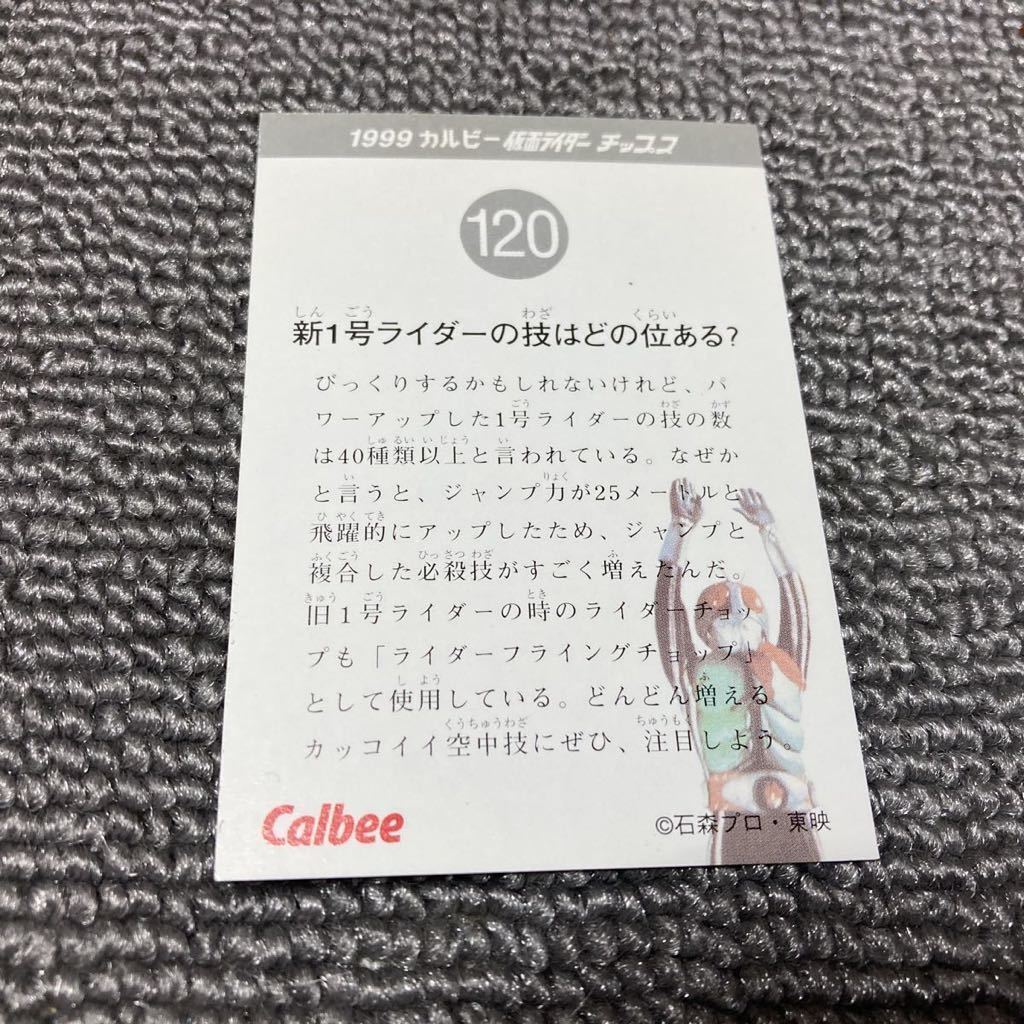 1999 カルビー 仮面ライダー チップス
120
新1号ライダーの技はどの位ある?
びっくりするかもしれないけれど、パ
ワーアップした1号ライダーの技の数
は40種類以上と言われている。なぜか
と言うと、ジャンプ力が25メートルと
飛躍的にアップしたため、ジャンプと
複合した必殺技がすごく増えたんだ。
旧1号ライダーの時のライダーチョッ
プも「ライダーフライングチョップ」
として使用している。どんどん増える
カッコイイ空中技にぜひ、注目しよう。
Calbee
©石森プロ・東映